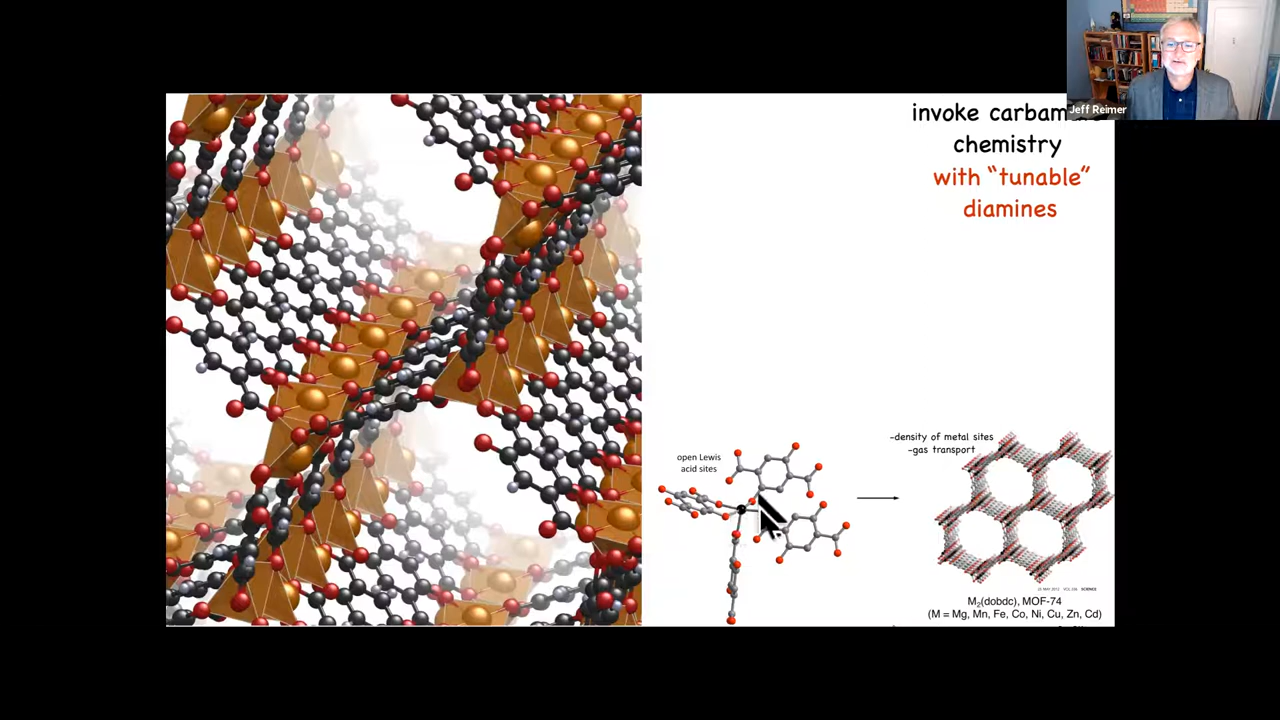 Jeff Reimer
invoke
chemistry
with “tunable”
diamines
-density of metal sites
-gas transport
open Lewis
acid sites
SCIENCE
M₂(dobdc), MOF-74
(M = Mg, Mn, Fe, Co, Ni, Cu, Zn, Cd)